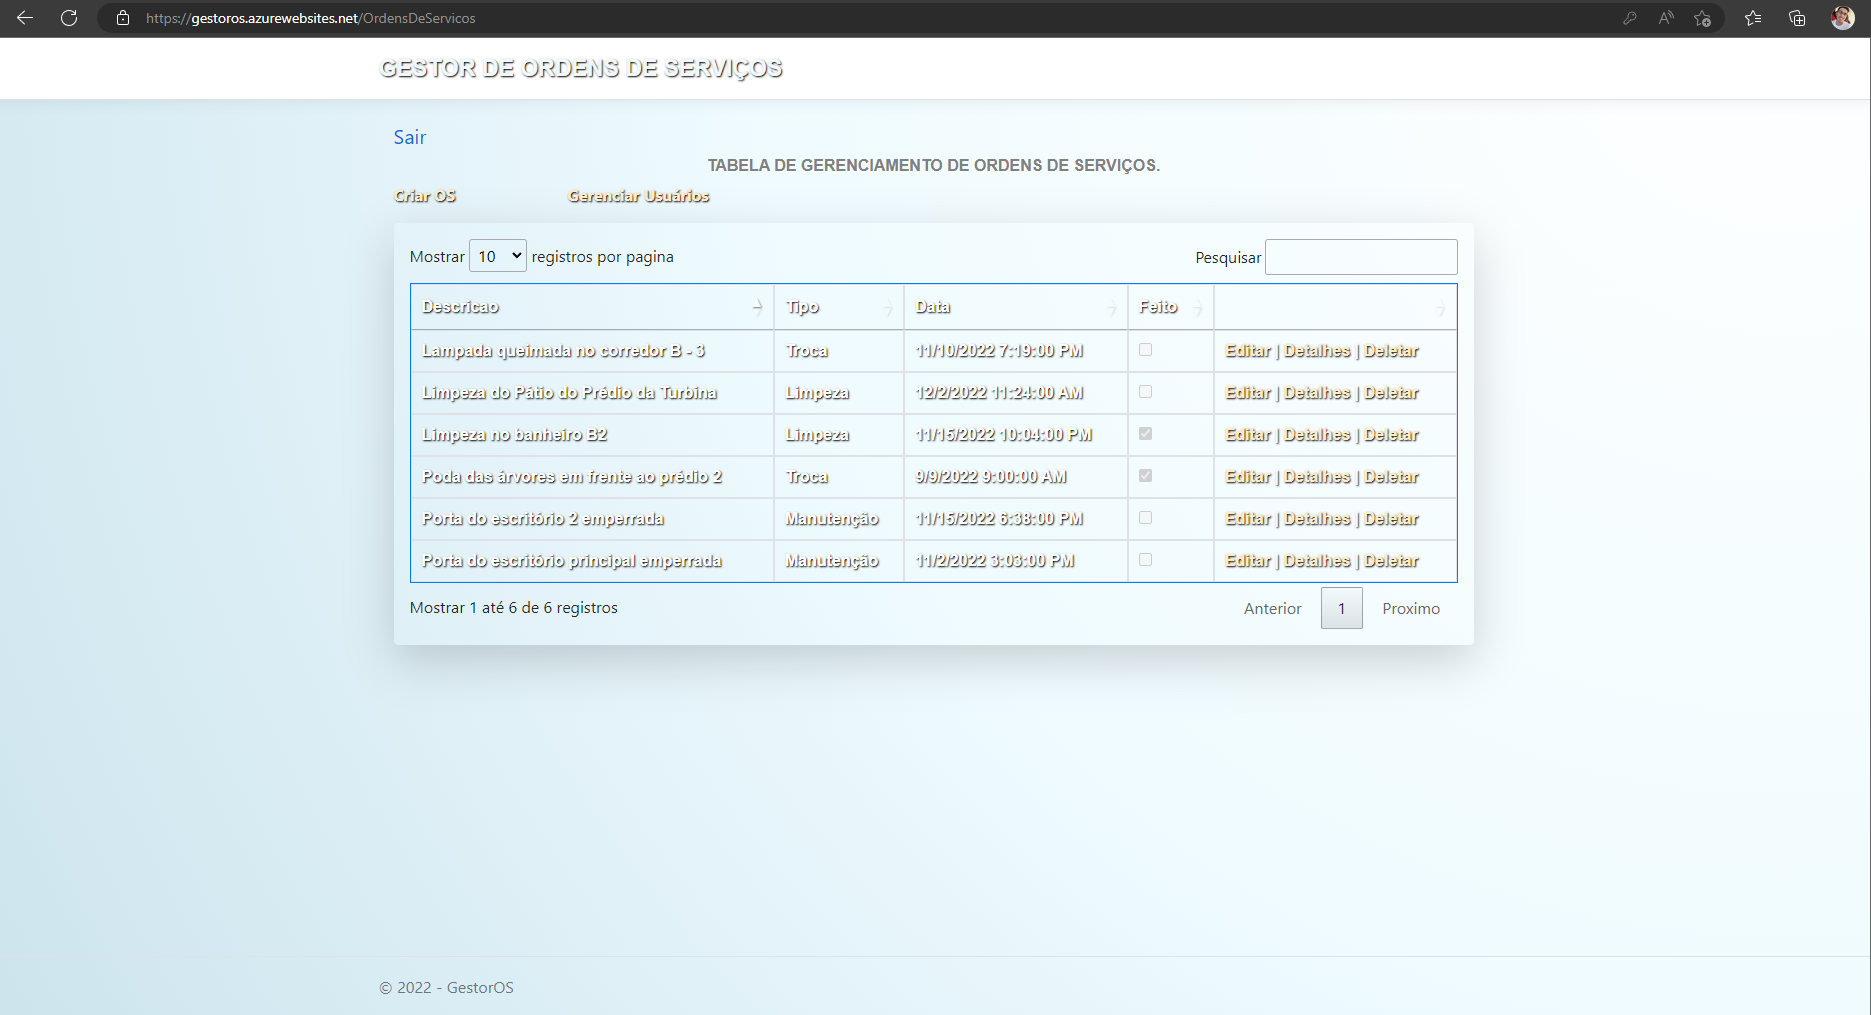 https://gestoros.azurewebsites.net/OrdensDeServicos
GESTOR DE ORDENS DE SERVIÇOS
Sair
TABELA DE GERENCIAMENTO DE ORDENS DE SERVIÇOS.
Criar OS Gerenciar Usuários
Mostrar 10 registros por pagina Pesquisar
Descricao Tipo Data Feito
Lampada queimada no corredor B - 3 Troca 11/10/2022 7:19:00 PM Editar | Detalhes | Deletar
Limpeza do Pátio do Prédio da Turbina Limpeza 12/2/2022 11:24:00 AM Editar | Detalhes | Deletar
Limpeza no banheiro B2 Limpeza 11/15/2022 10:04:00 PM Editar | Detalhes | Deletar
Poda das árvores em frente ao prédio 2 Troca 9/9/2022 9:00:00 AM Editar | Detalhes | Deletar
Porta do escritório 2 emperrada Manutenção 11/15/2022 6:38:00 PM Editar | Detalhes | Deletar
Porta do escritório principal emperrada Manutenção 11/2/2022 3:03:00 PM Editar | Detalhes | Deletar
Mostrar 1 até 6 de 6 registros Anterior 1 Proximo
© 2022 - GestorOS